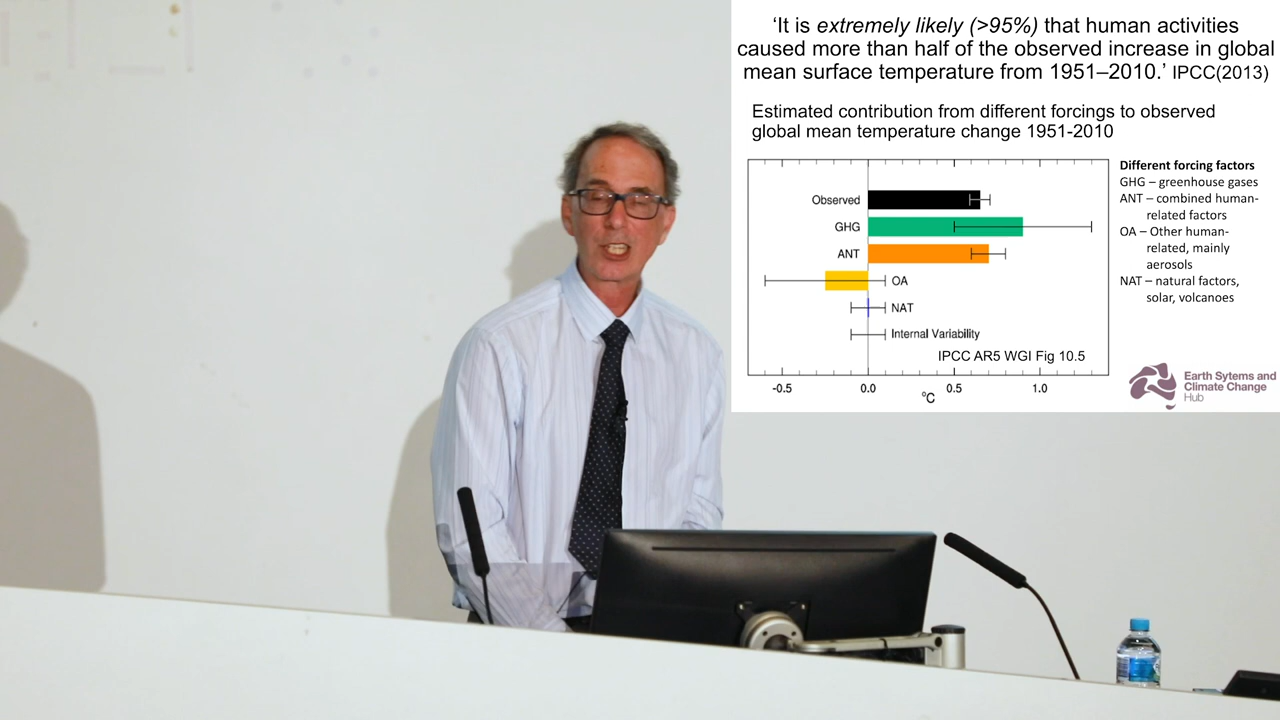 ‘It is extremely likely (>95%) that human activities
caused more than half of the observed increase in global
mean surface temperature from 1951–2010.’ IPCC(2013)
Estimated contribution from different forcings to observed
global mean temperature change 1951-2010
Observed
GHG
ANT
OA
NAT
Internal Variability
IPCC AR5 WGI Fig 10.5
-0.5 0.0 0.5 1.0
°C
Different forcing factors
GHG – greenhouse gases
ANT – combined human-
related factors
OA – Other human-
related, mainly
aerosols
NAT – natural factors,
solar, volcanoes
Earth Sytems and
Climate Change
Hub